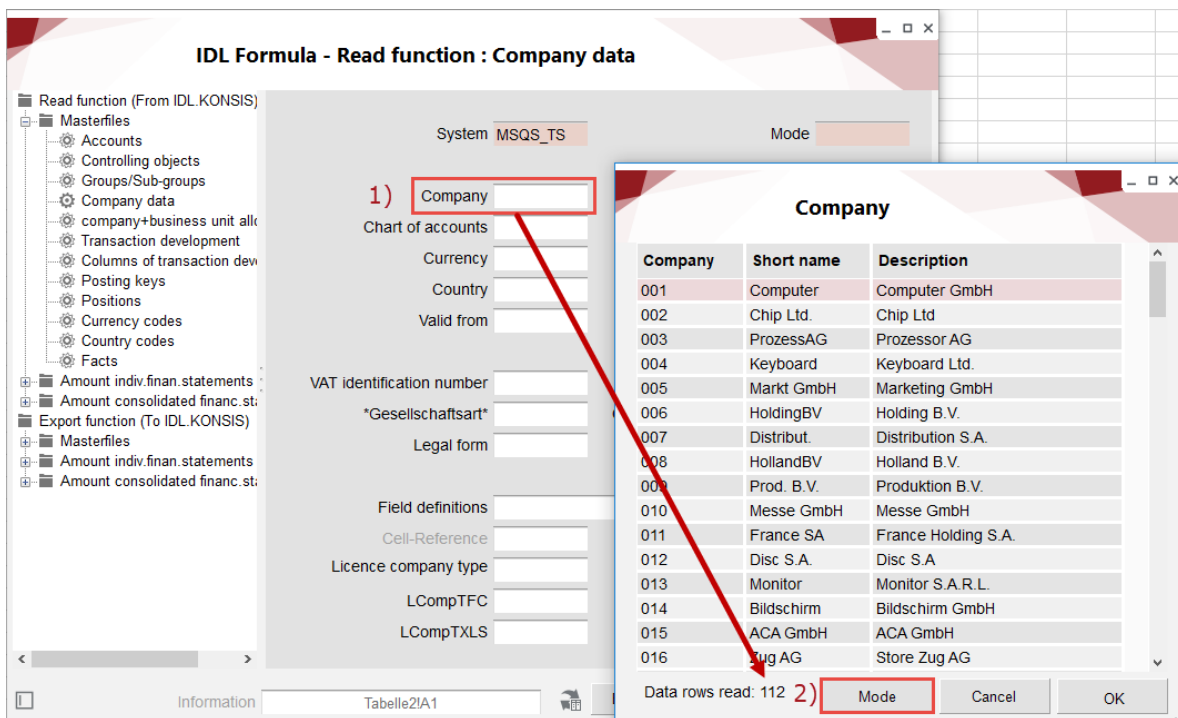 IDL Formula - Read function : Company data
Read function (From IDL.KONSIS)
Masterfiles
Accounts
Controlling objects
Groups/Sub-groups
Company data
company+business unit
Transaction development
Columns of transaction
Posting keys
Positions
Currency codes
Country codes
Facts
Amount indiv.finan.statements
Amount consolidated financ.
Export function (To IDL.KONSIS)
Masterfiles
Amount indiv.finan.statements
Amount consolidated financ.
System MSQS_TS Mode
1) Company
Chart of accounts
Currency
Country
Valid from
VAT identification number
*Gesellschaftsart*
Legal form
Field definitions
Cell-Reference
Licence company type
LCompTFC
LCompTXLS
Information Tabelle2!A1
Company
Company Short name Description
001 Computer Computer GmbH
002 Chip Ltd. Chip Ltd
003 ProzessAG Prozessor AG
004 Keyboard Keyboard Ltd.
005 Markt GmbH Marketing GmbH
006 HoldingBV Holding B.V.
007 Distribut. Distribution S.A.
008 HollandBV Holland B.V.
009 Prod. B.V. Produktion B.V.
010 Messe GmbH Messe GmbH
011 France SA France Holding S.A.
012 Disc S.A. Disc S.A
013 Monitor Monitor S.A.R.L.
014 Bildschirm Bildschirm GmbH
015 ACA GmbH ACA GmbH
016 Zug AG Store Zug AG
Data rows read: 112 2) Mode Cancel OK